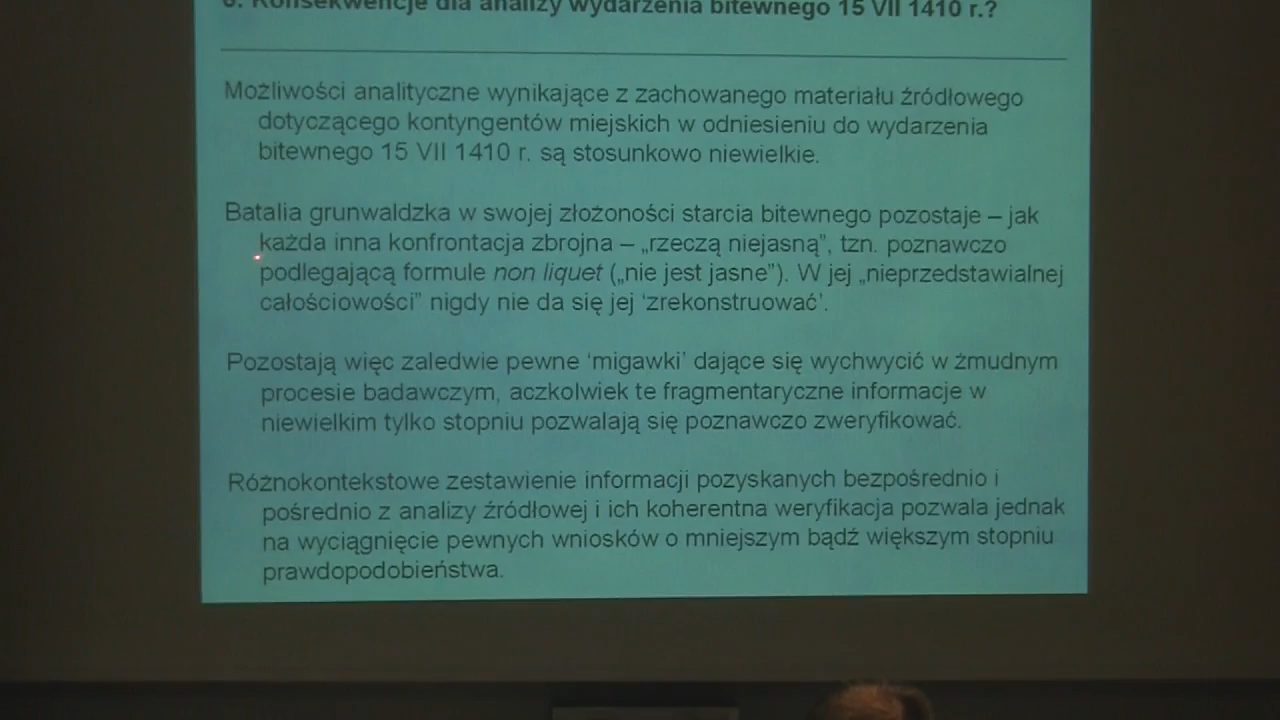 6. Konsekwencje dla analizy wydarzenia bitewnego 15 VII 1410 r.?
Możliwości analityczne wynikające z zachowanego materiału źródłowego
dotyczącego kontyngentów miejskich w odniesieniu do wydarzenia
bitewnego 15 VII 1410 r. są stosunkowo niewielkie.
Batalia grunwaldzka w swojej złożoności starcia bitewnego pozostaje – jak
każda inna konfrontacja zbrojna – „rzeczą niejasną”, tzn. poznawczo
podlegającą formule non liquet („nie jest jasne”). W jej „nieprzedstawialnej
całościowości” nigdy nie da się jej ‘zrekonstruować’.
Pozostają więc zaledwie pewne ‘migawki’ dające się wychwycić w żmudnym
procesie badawczym, aczkolwiek te fragmentaryczne informacje w
niewielkim tylko stopniu pozwalają się poznawczo zweryfikować.
Różnokontekstowe zestawienie informacji pozyskanych bezpośrednio i
pośrednio z analizy źródłowej i ich koherentna weryfikacja pozwala jednak
na wyciągnięcie pewnych wniosków o mniejszym bądź większym stopniu
prawdopodobieństwa.